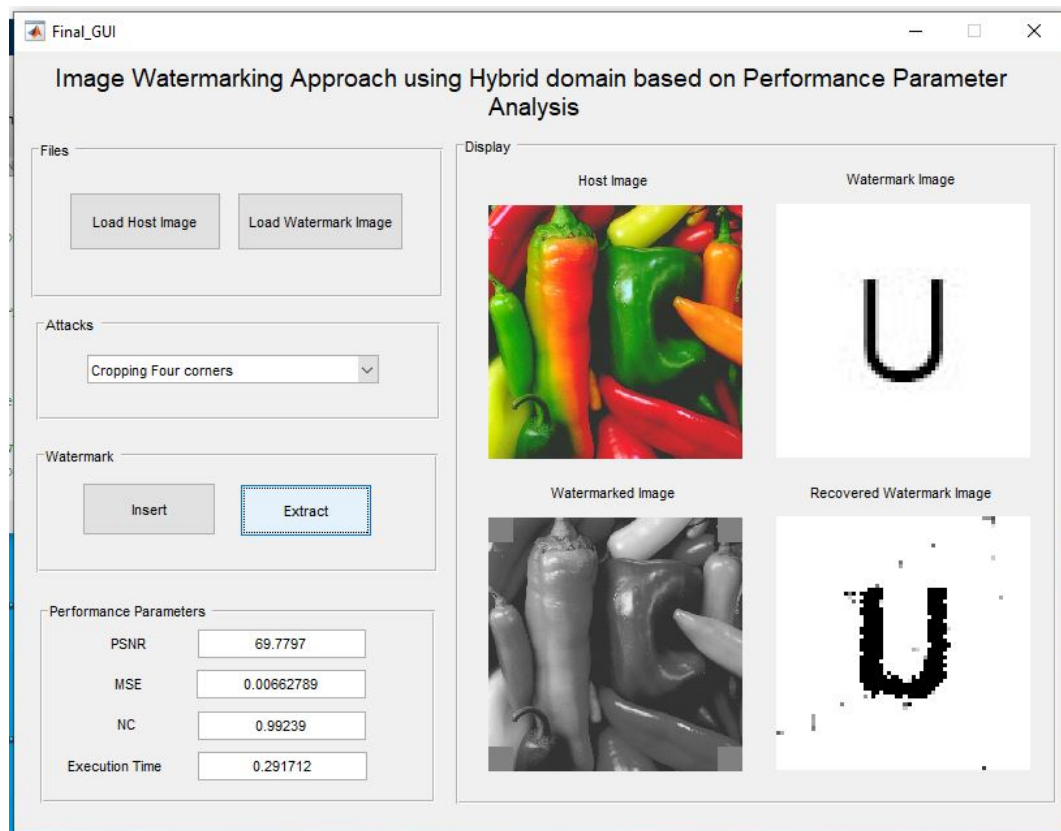 Final_GUI
Image Watermarking Approach using Hybrid domain based on Performance Parameter
Analysis
Files
Load Host Image
Load Watermark Image
Attacks
Cropping Four corners
Watermark
Insert
Extract
Performance Parameters
PSNR 69.7797
MSE 0.00662789
NC 0.99239
Execution Time 0.291712
Display
Host Image
Watermark Image
U
Watermarked Image
Recovered Watermark Image
U